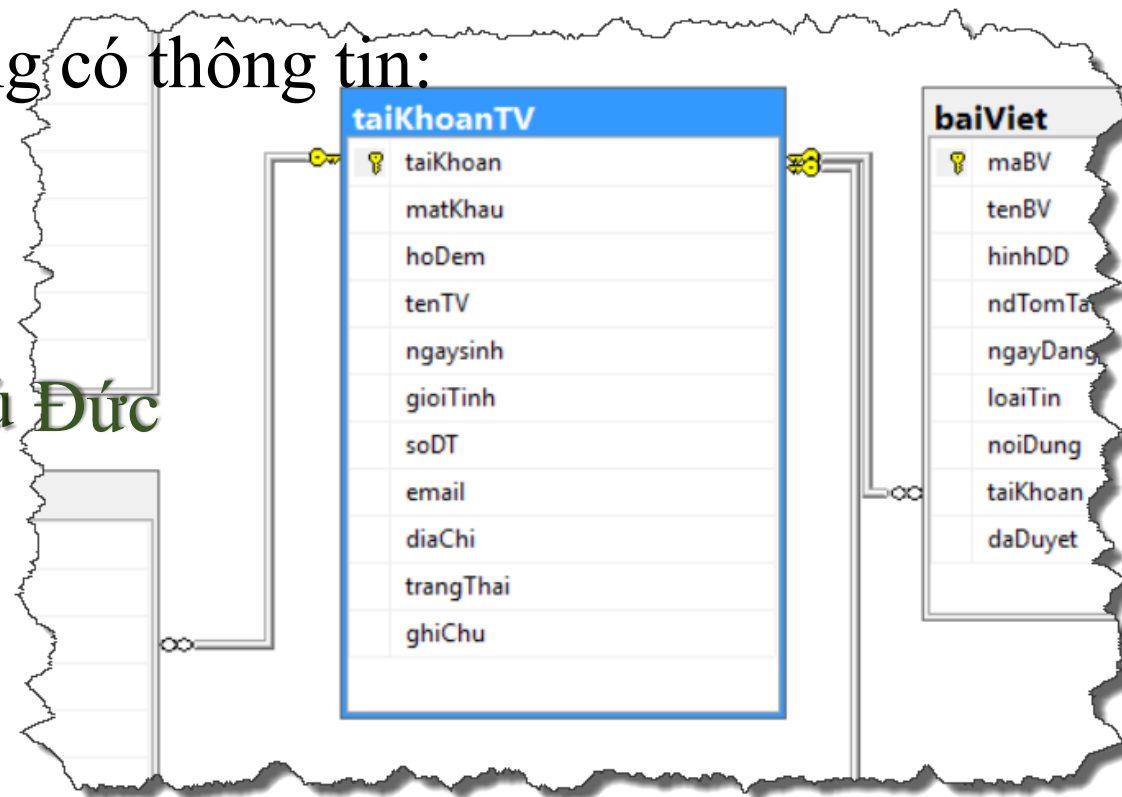 có thông tin:
taiKhoanTV
taiKhoan
matKhau
hoDem
tenTV
ngaysinh
gioiTinh
soDT
email
diaChi
trangThai
ghiChu
baiViet
maBV
tenBV
hinhDD
ngayDang
loaiTin
noiDung
taiKhoan
daDuyet
Đức